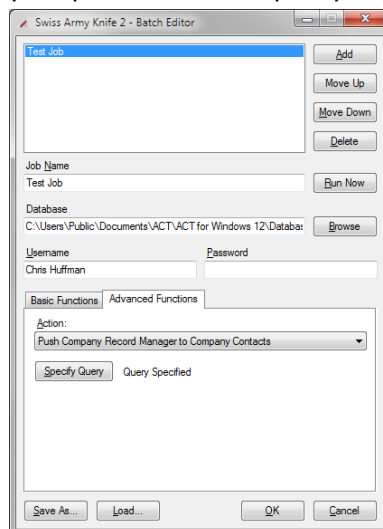 Swiss Army Knife 2 - Batch Editor
Test Job
Add
Move Up
Move Down
Delete
Job Name
Test Job
Run Now
Database
C:\Users\Public\Documents\ACT\ACT for Windows 12\Databas
Browse
Username Password
Chris Huffman
Basic Functions Advanced Functions
Action:
Push Company Record Manager to Company Contacts
Specify Query Query Specified
Save As... Load... OK Cancel